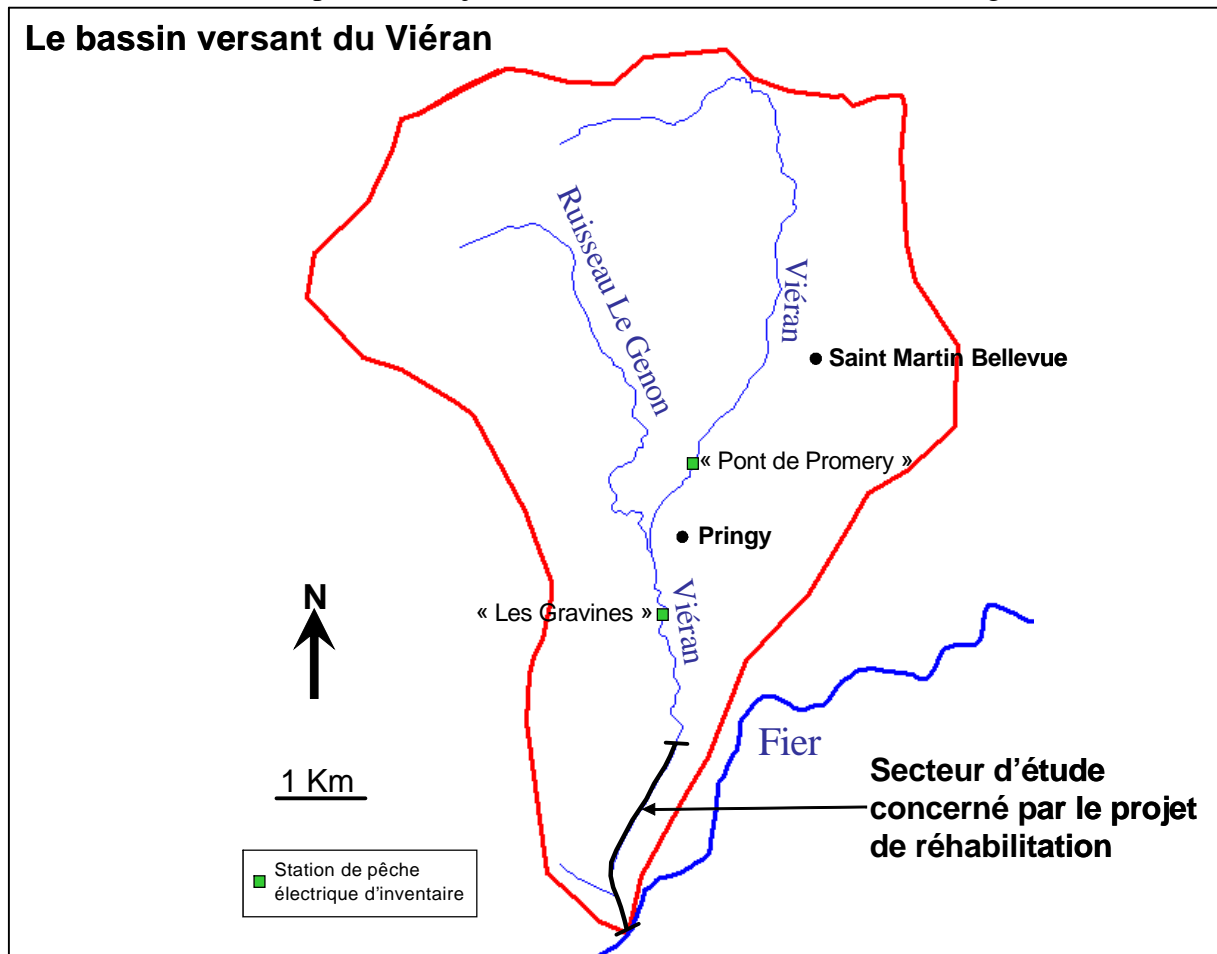 Le bassin versant du Viéran
Ruisseau Le Genon
Viéran
Saint Martin Bellevue
« Pont de Promery »
Pringy
« Les Gravines »
Viéran
N
Fier
1 Km
Secteur d'étude
concerné par le projet
de réhabilitation
Station de pêche
électrique d'inventaire